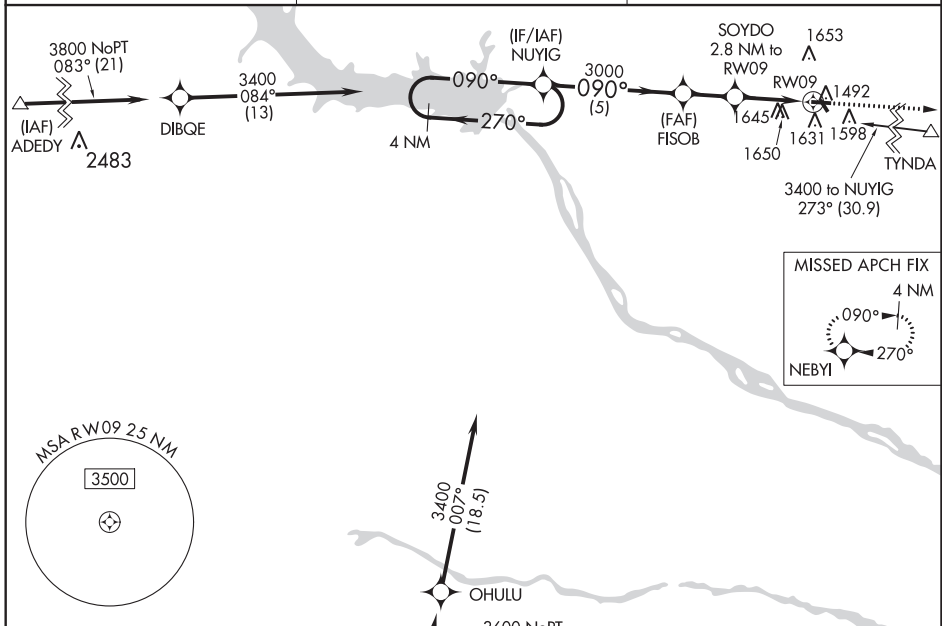 3800 NoPT
083° (21)
(IAF)
ADEDY
2483
DIBQE
3400
084°
(13)
(IF/IAF)
NUYIG
090°
270°
4 NM
3000
090°
(5)
(FAF)
FISOB
SOYDO
2.8 NM to
RW09
1653
RW09
1492
1645
1650
1631
1598
TYNDA
3400 to NUYIG
273° (30.9)
MISSED APCH FIX
4 NM
090°
270°
NEBYI
MSA RW09 25 NM
3500
3400
007°
(18.5)
OHULU